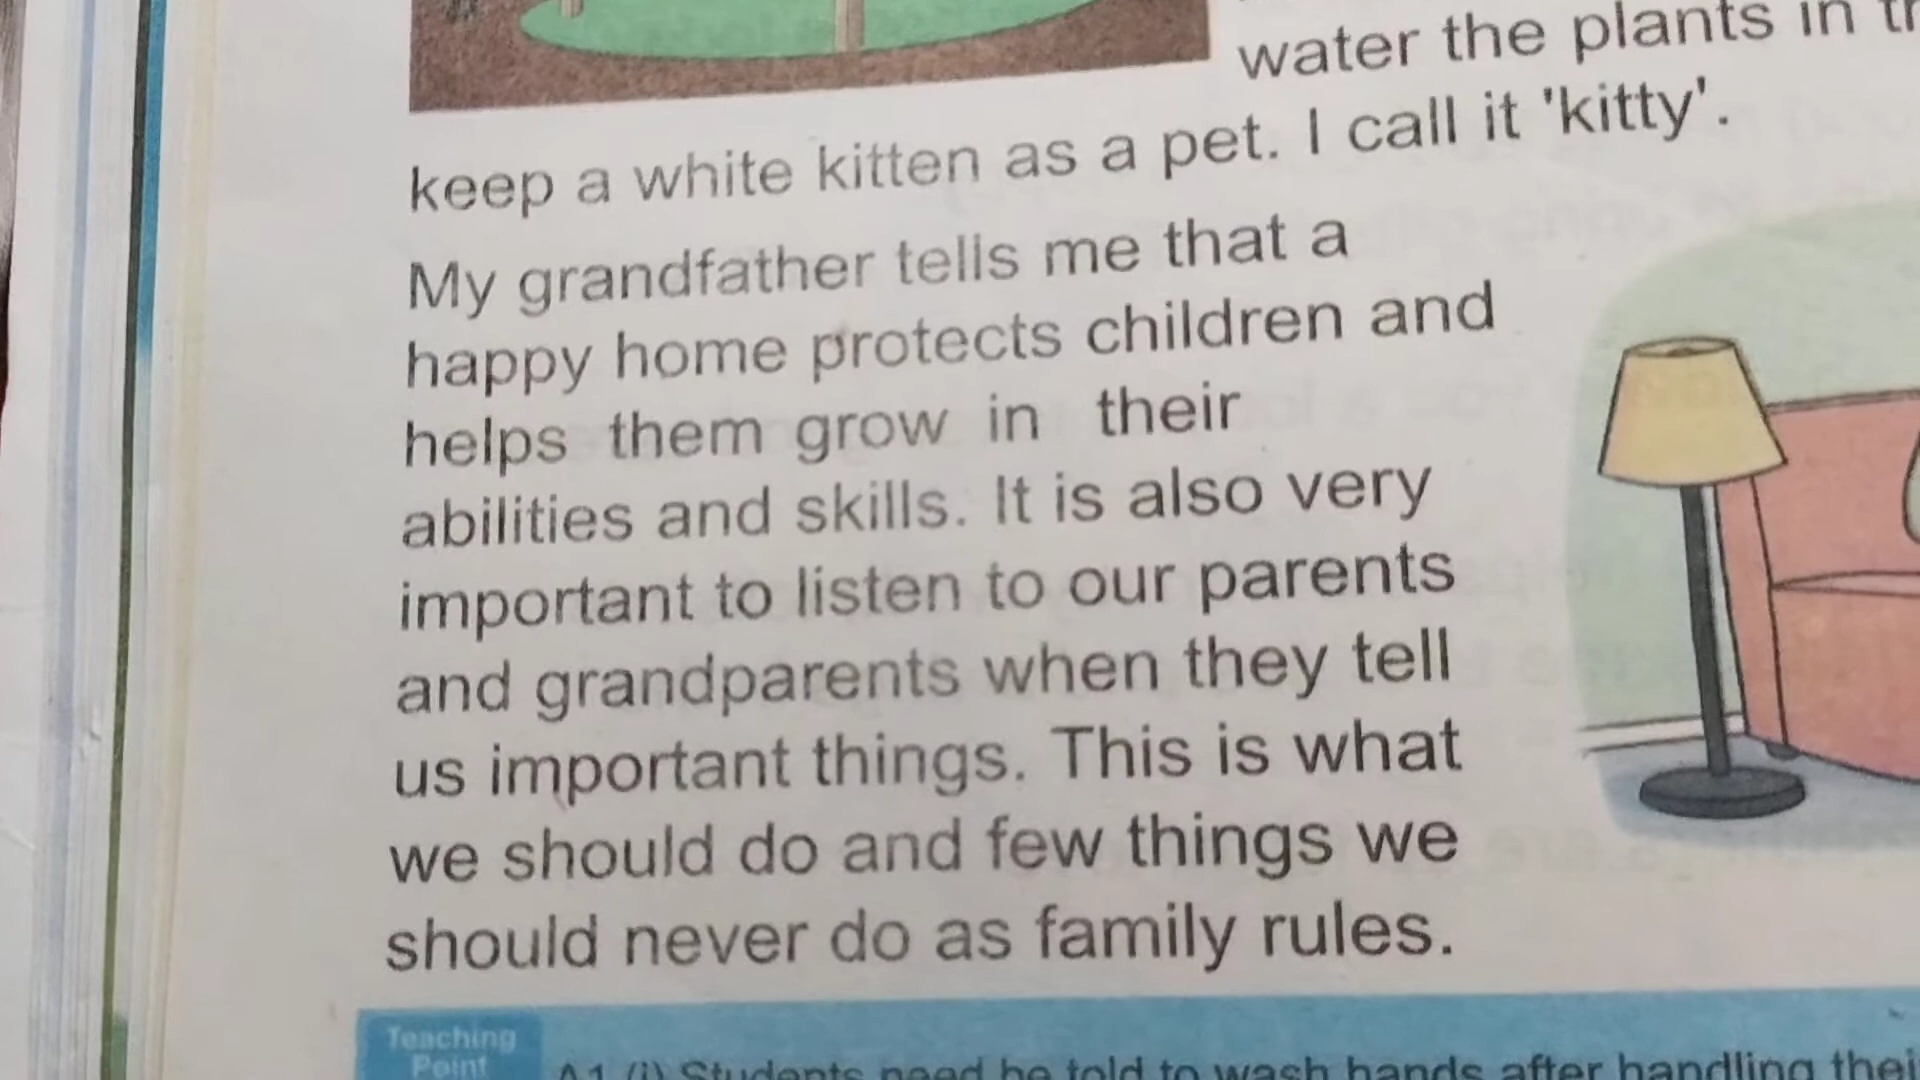 water the plants in
keep a white kitten as a pet. I call it 'kitty'.
My grandfather tells me that a
happy home protects children and
helps them grow in their
abilities and skills. It is also very
important to listen to our parents
and grandparents when they tell
us important things. This is what
we should do and few things we
should never do as family rules.
Teaching
Point
A1 (i) Students need be told to wash hands after handling